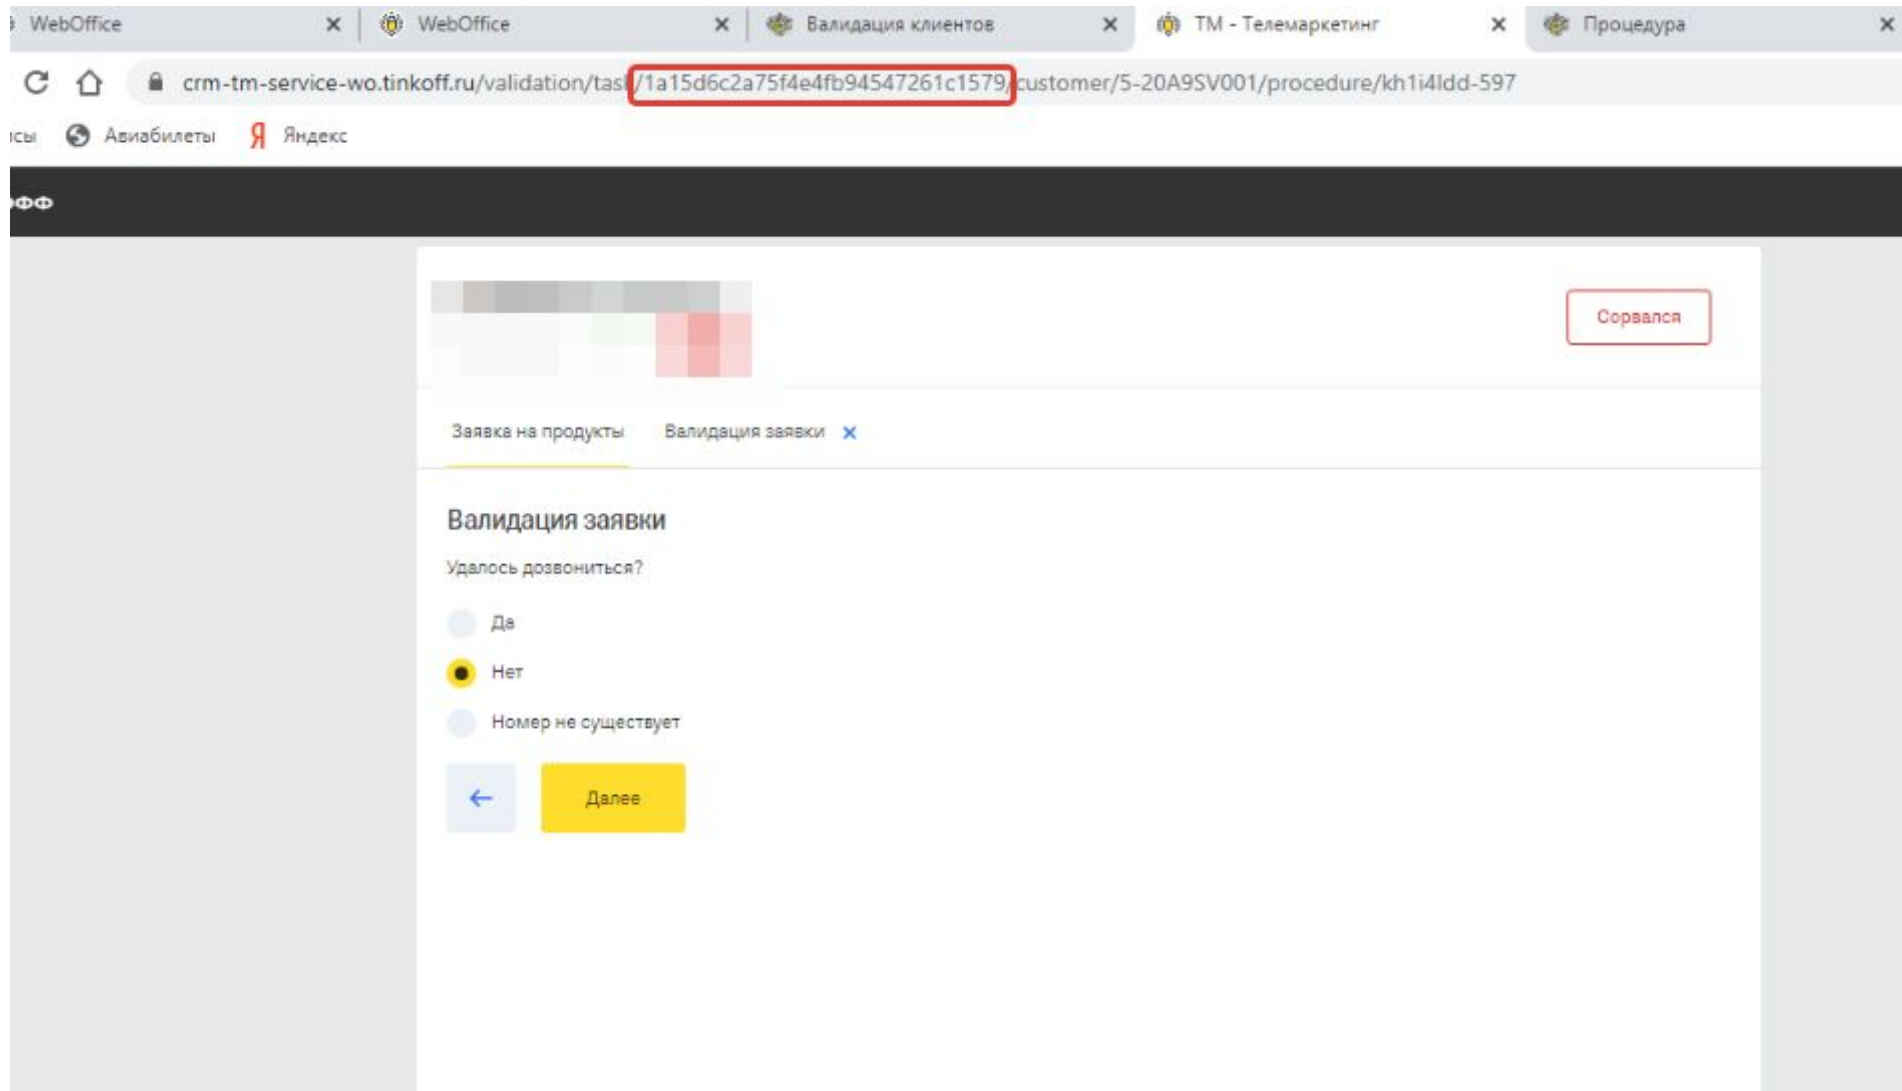 WebOffice
WebOffice
Валидация клиентов
ТМ - Телемаркетинг
Процедура
crm-tm-service-wo.tinkoff.ru/validation/task/1a15d6c2a75f4e4fb94547261c1579/customer/5-20A9SV001/procedure/kh1i4ldd-597
Авиабилеты
Я Яндекс
Сорвался
Заявка на продукты
Валидация заявки
Валидация заявки
Удалось дозвониться?
Да
Нет
Номер не существует
Далее